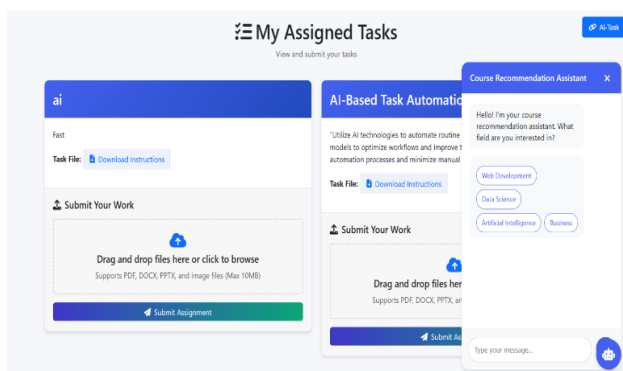 My Assigned Tasks
AI-Task
View and submit your tasks
ai
Fast
Task File: Download Instructions
Submit Your Work
Drag and drop files here or click to browse
Supports PDF, DOCX, PPTX, and image files (Max 10MB)
Submit Assignment
AI-Based Task Automatio
"Utilize AI technologies to automate routine
models to optimize workflows and improve t
automation processes and minimize manual
Task File: Download Instructions
Submit Your Work
Drag and drop files her
Supports PDF, DOCX, PPTX, an
Submit As
Course Recommendation Assistant X
Hello! I'm your course
recommendation assistant. What
field are you interested in?
Web Development
Data Science
Artificial Intelligence Business
Type your message...